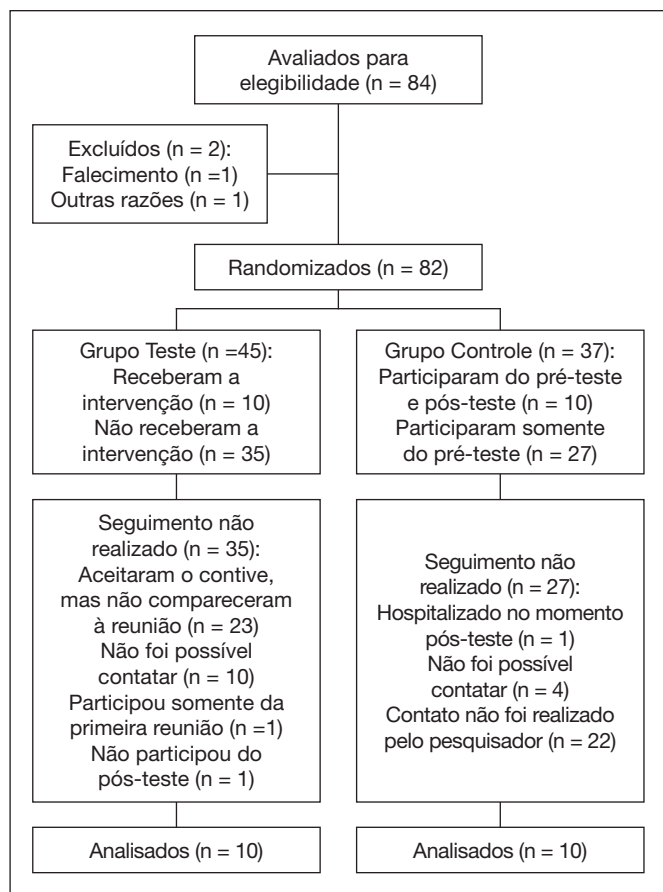 Avaliados para
elegibilidade (n = 84)
Excluídos (n = 2):
Falecimento (n =1)
Outras razões (n = 1)
Randomizados (n = 82)
Grupo Teste (n =45):
Receberam a
intervenção (n = 10)
Não receberam a
intervenção (n = 35)
Grupo Controle (n = 37):
Participaram do pré-teste
e pós-teste (n = 10)
Participaram somente
do pré-teste (n = 27)
Seguimento não
realizado (n = 35):
Aceitaram o contive,
mas não compareceram
à reunião (n = 23)
Não foi possível
contatar (n = 10)
Participou somente da
primeira reunião (n =1)
Não participou do
pós-teste (n = 1)
Seguimento não
realizado (n = 27):
Hospitalizado no momento
pós-teste (n = 1)
Não foi possível
contatar (n = 4)
Contato não foi realizado
pelo pesquisador (n = 22)
Analisados (n = 10)
Analisados (n = 10)